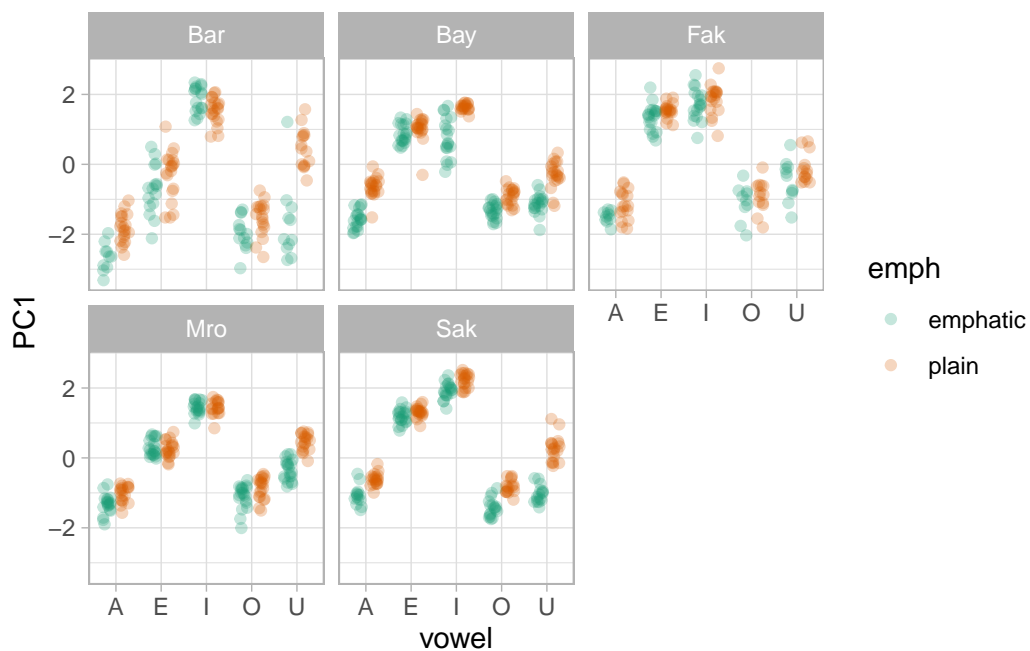 Bar Bay Fak
2
0
−2
A E I O U
Mro Sak
2
0
−2
A E I O U A E I O U
vowel
PC1
emph
emphatic
plain